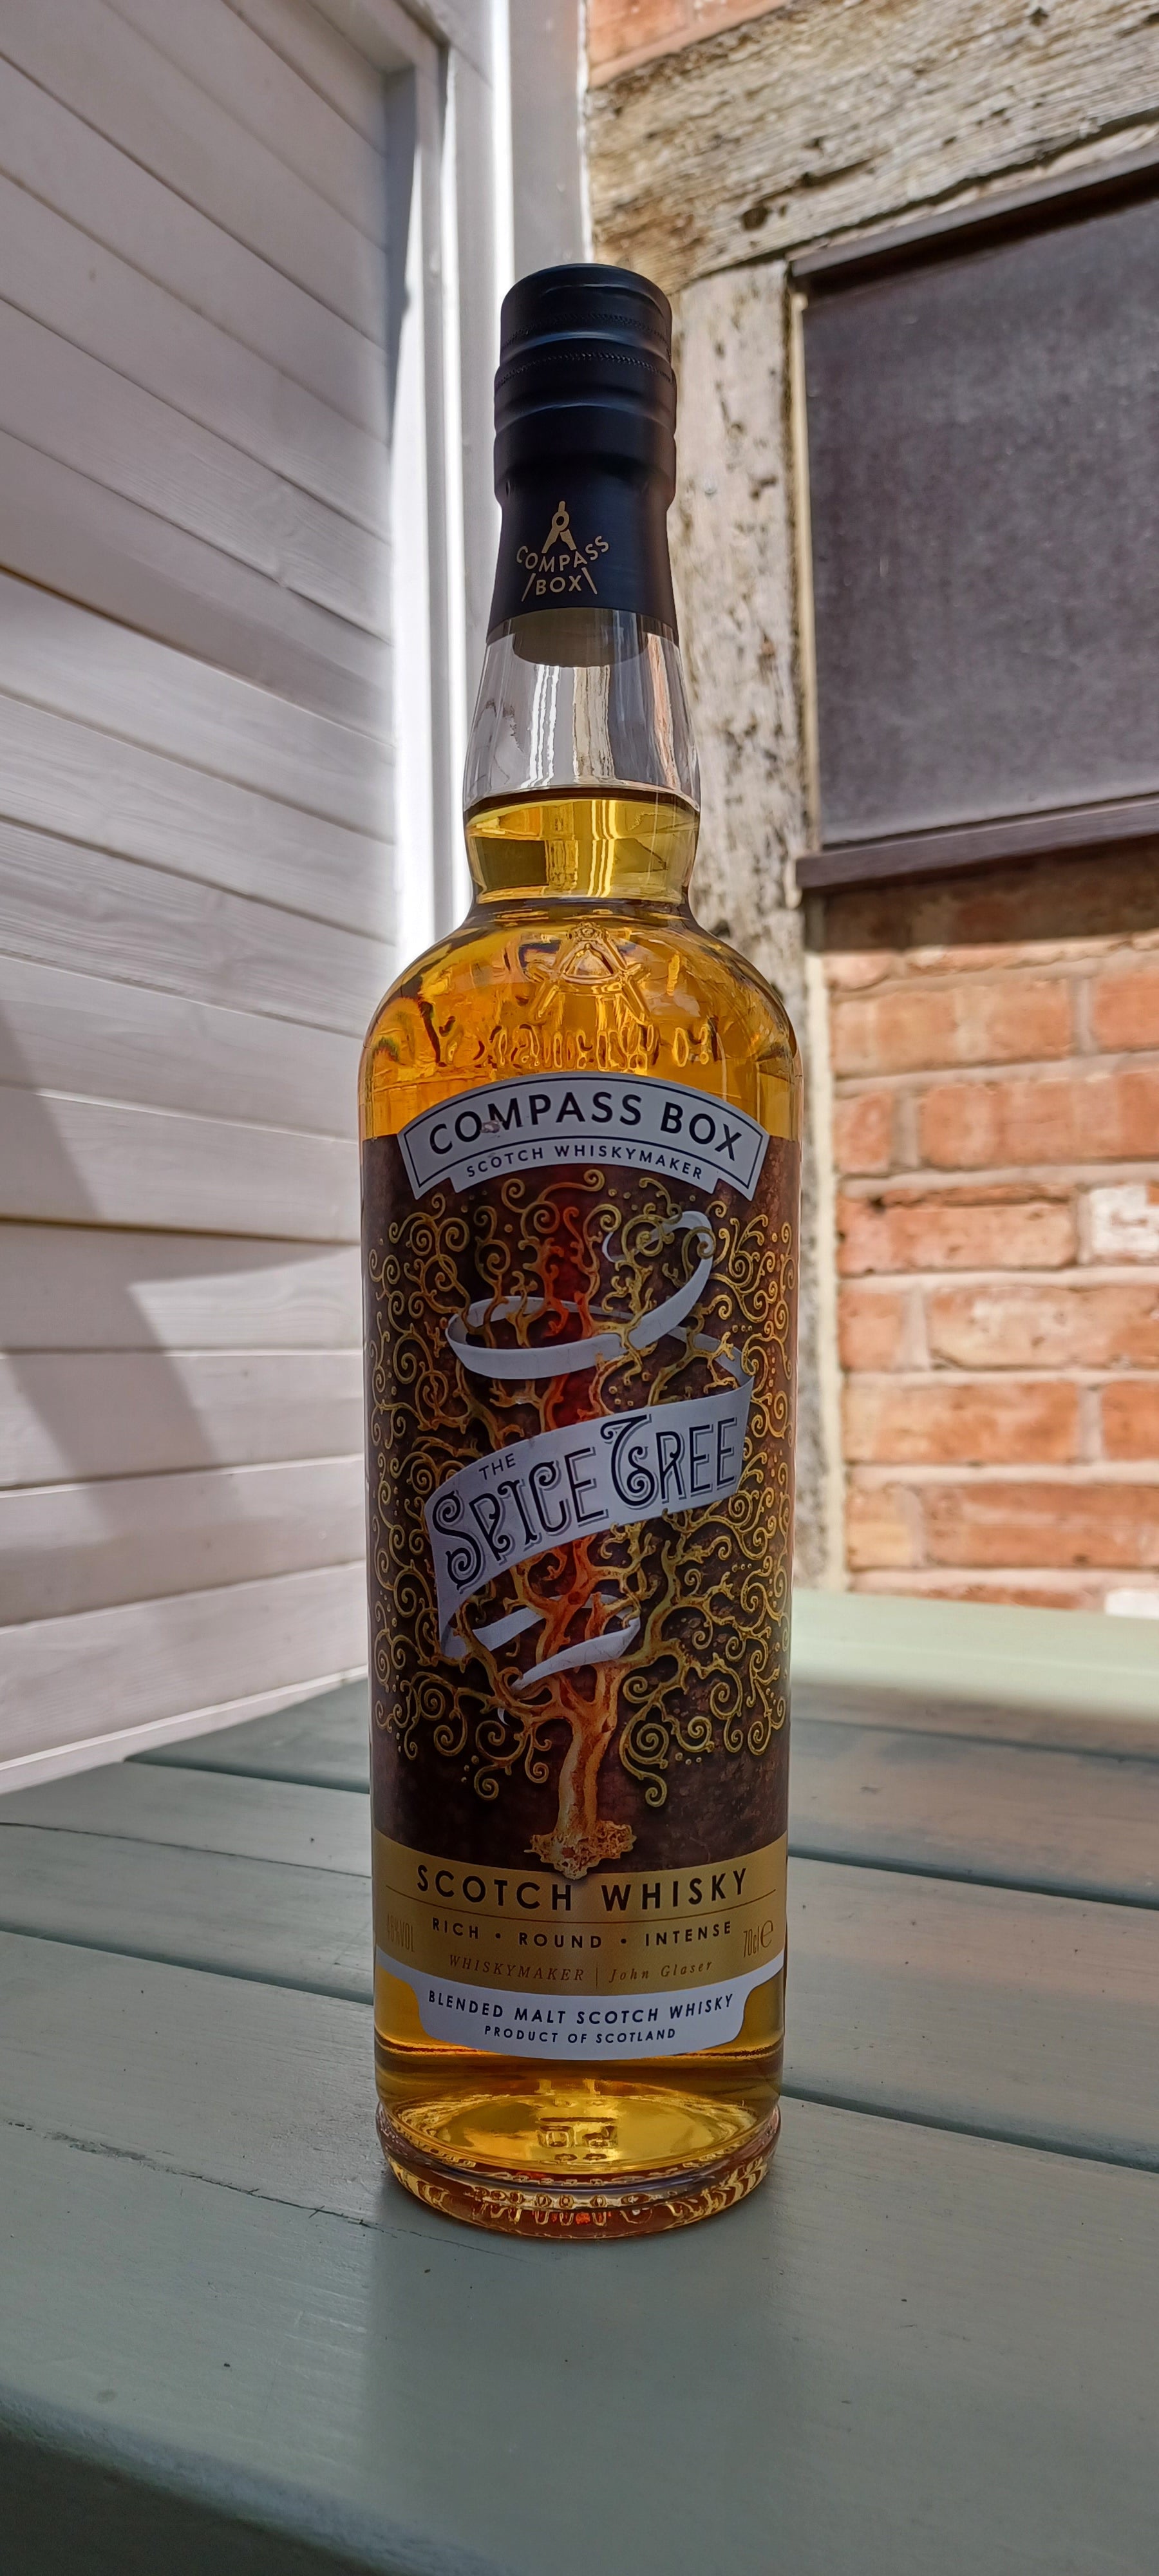 COMPASS
BOX
COMPASS BOX
SCOTCH WHISKYMAKER
THE
SPICE TREE
SCOTCH WHISKY
RICH • ROUND • INTENSE
70cl e
WHISKYMAKER | John Glaser
BLENDED MALT SCOTCH WHISKY
PRODUCT OF SCOTLAND